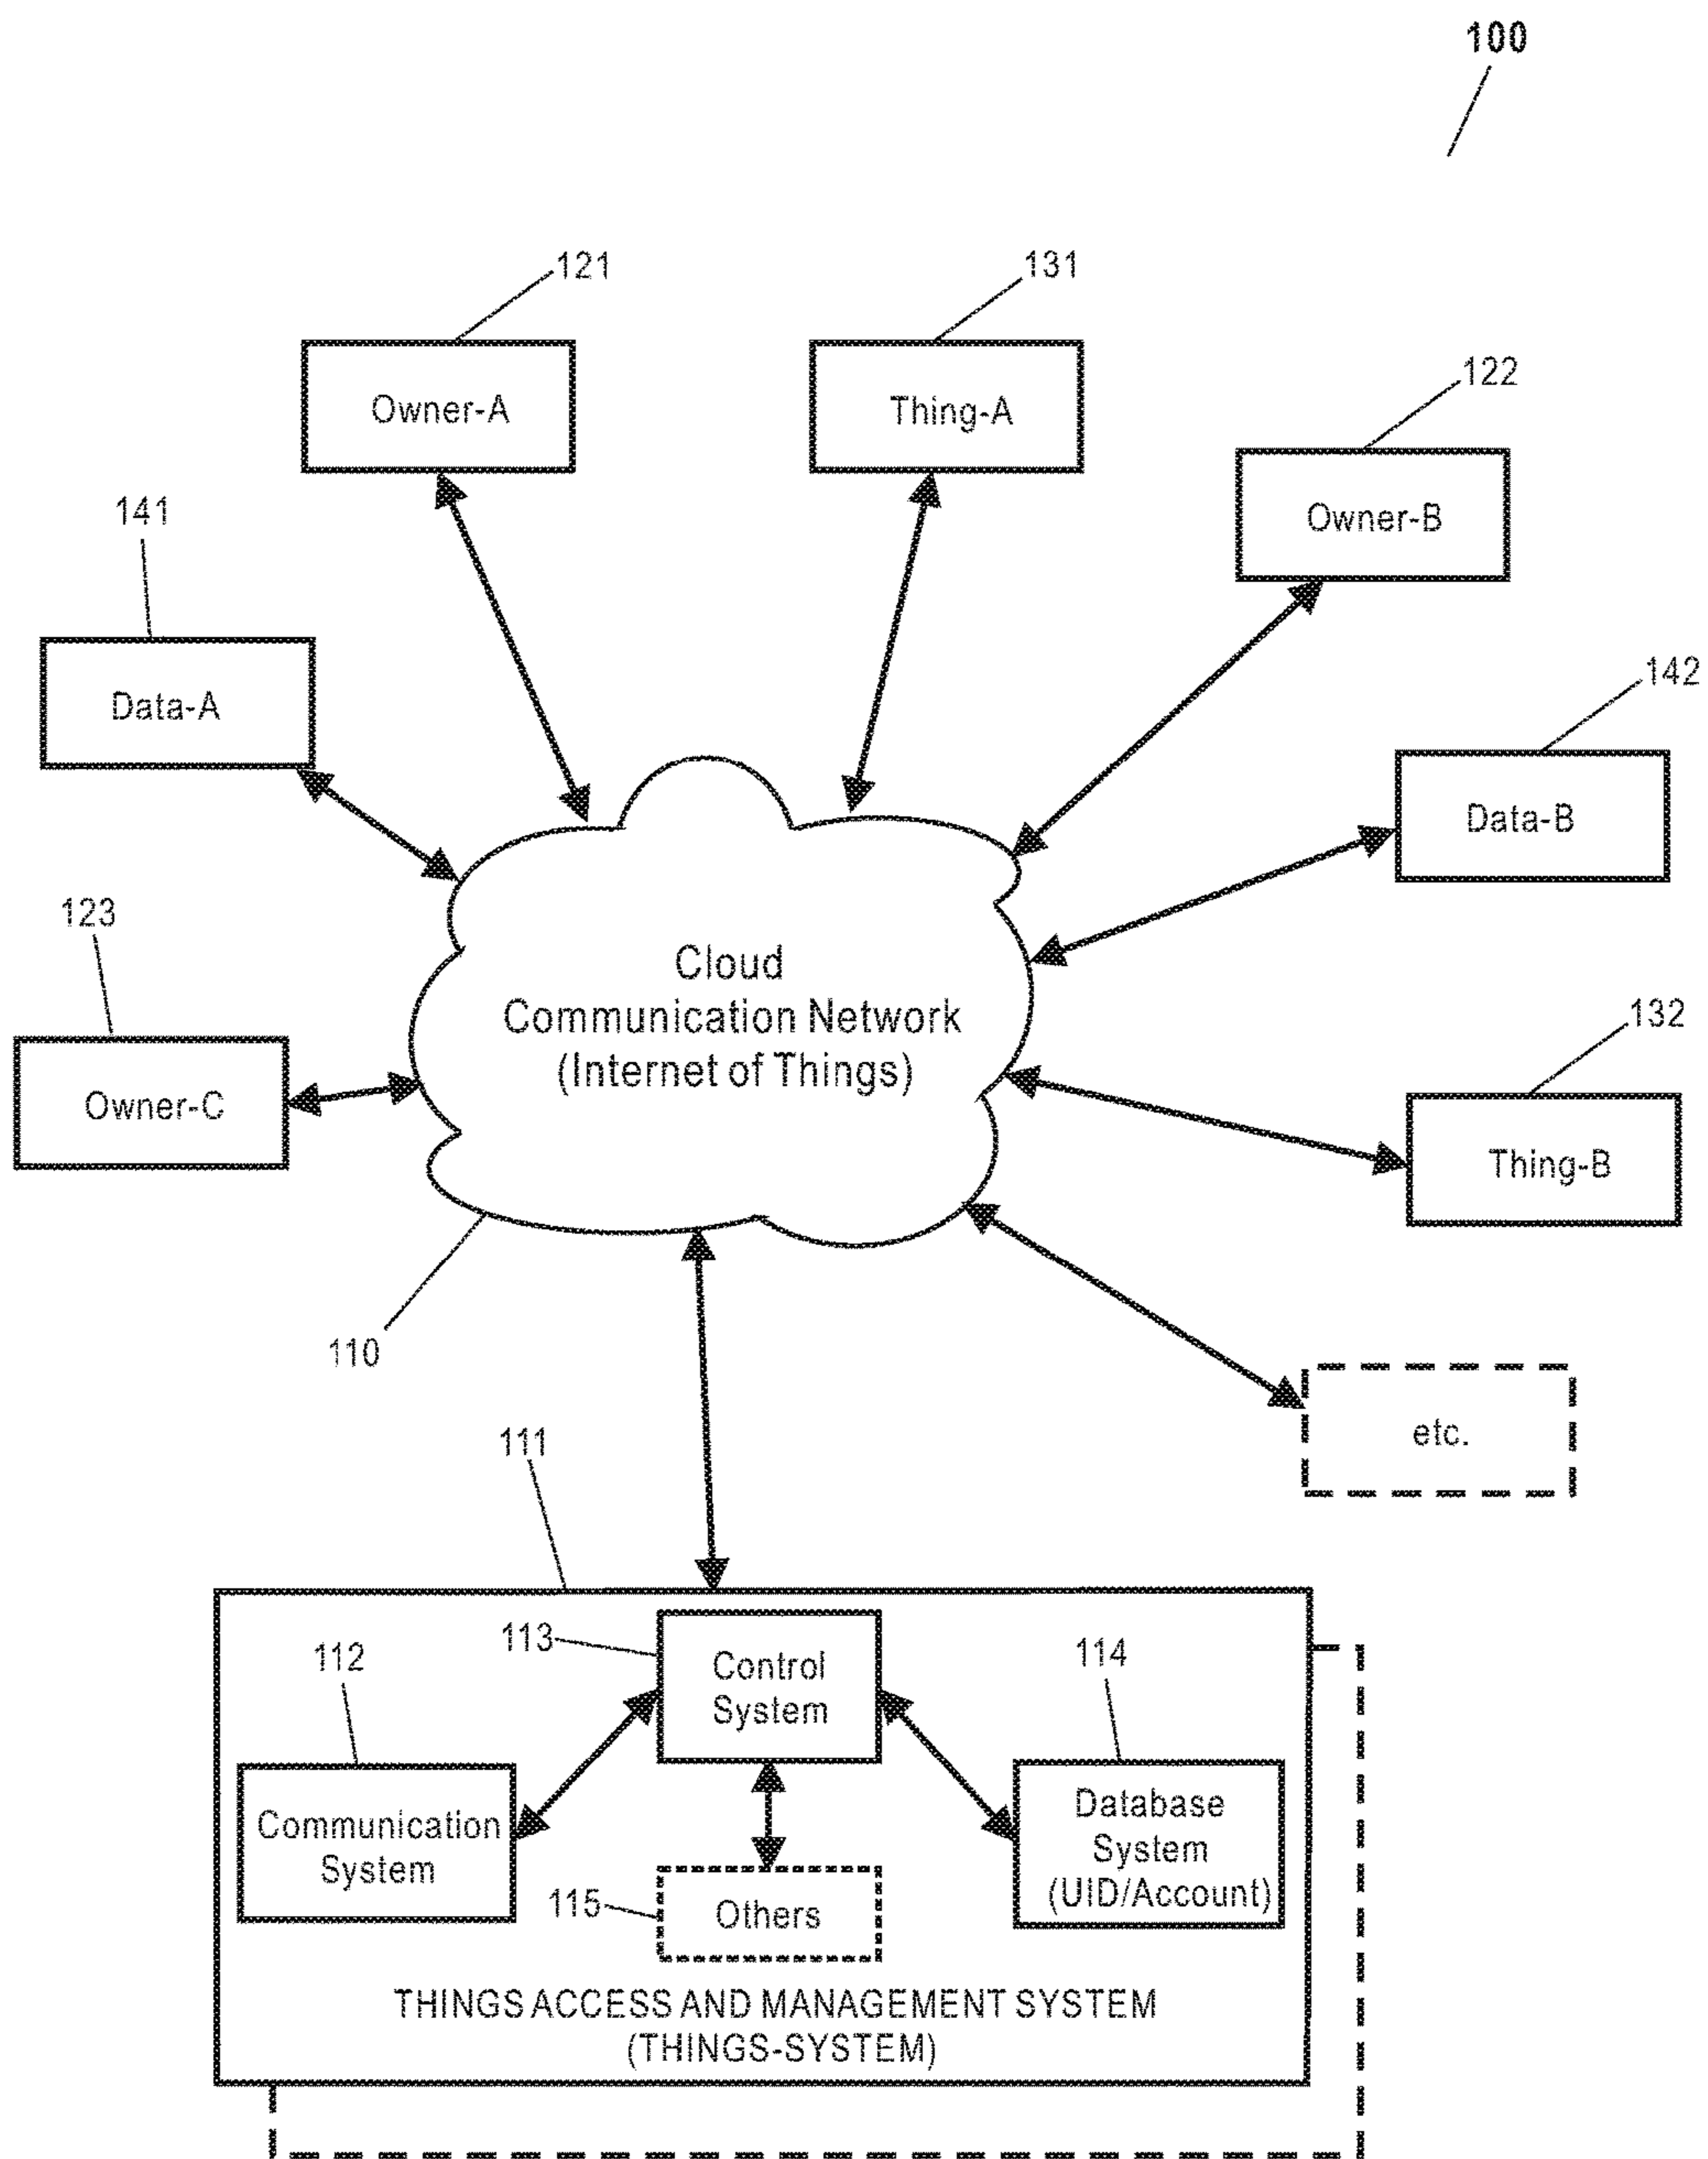 100
121
131
Owner-A
Thing-A
122
Owner-B
141
Data-A
142
Data-B
123
Owner-C
Cloud
Communication Network
(Internet of Things)
132
Thing-B
110
etc.
111
113
Control
System
112
Communication
System
114
Database
System
(UID/Account)
115
Others
THINGS ACCESS AND MANAGEMENT SYSTEM
(THINGS-SYSTEM)